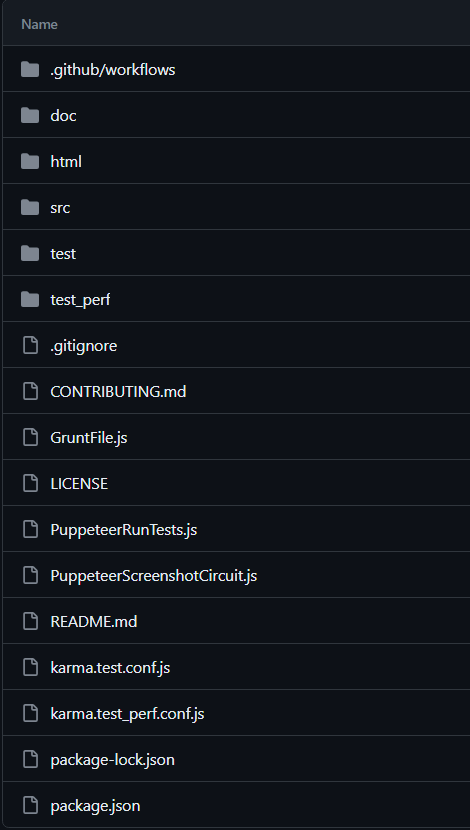 Name
.github/workflows
doc
html
src
test
test_perf
.gitignore
CONTRIBUTING.md
GruntFile.js
LICENSE
PuppeteerRunTests.js
PuppeteerScreenshotCircuit.js
README.md
karma.test.conf.js
karma.test_perf.conf.js
package-lock.json
package.json